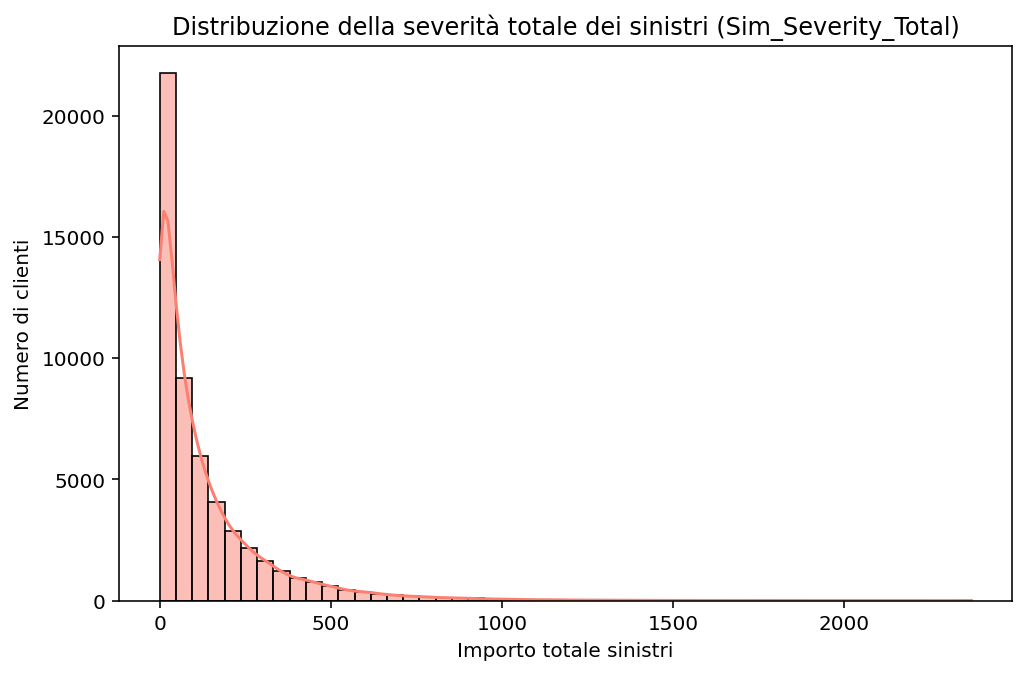 Distribuzione della severità totale dei sinistri (Sim_Severity_Total)
Numero di clienti
20000
15000
10000
5000
0
0 500 1000 1500 2000
Importo totale sinistri